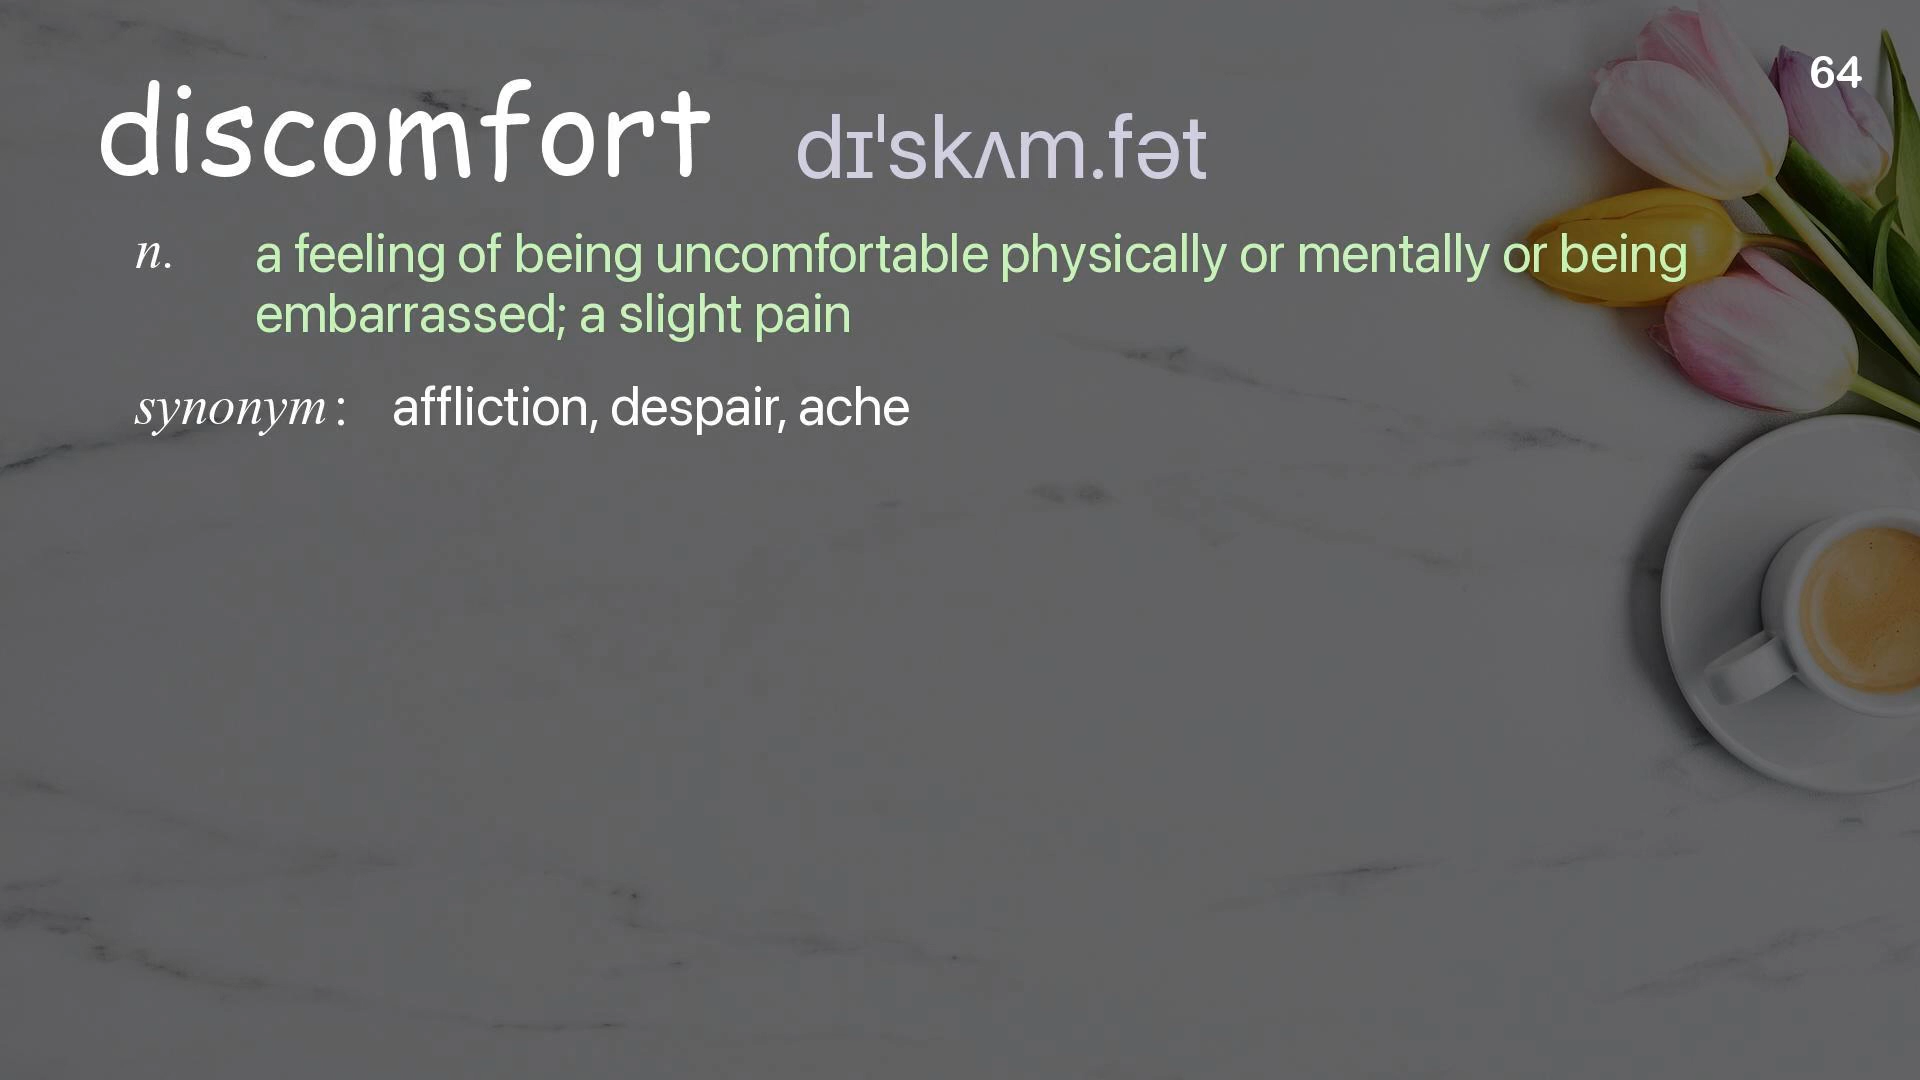 64
discomfort dɪˈskʌm.fət
n. a feeling of being uncomfortable physically or mentally or being
embarrassed; a slight pain
synonym: affliction, despair, ache